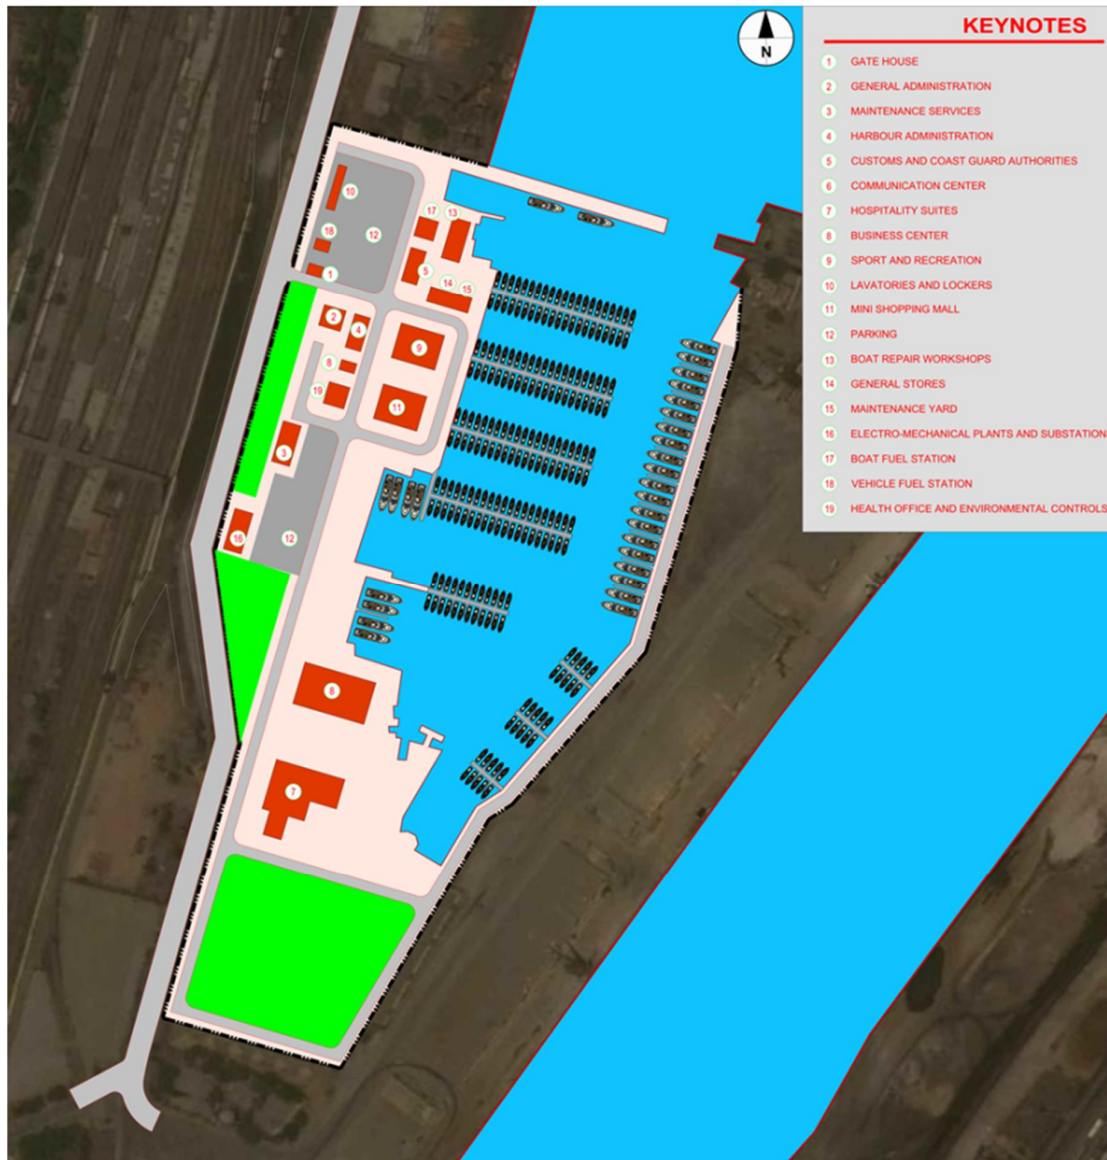 N
KEYNOTES
1 GATE HOUSE
2 GENERAL ADMINISTRATION
3 MAINTENANCE SERVICES
4 HARBOUR ADMINISTRATION
5 CUSTOMS AND COAST GUARD AUTHORITIES
6 COMMUNICATION CENTER
7 HOSPITALITY SUITES
8 BUSINESS CENTER
9 SPORT AND RECREATION
10 LAVATORIES AND LOCKERS
11 MINI SHOPPING MALL
12 PARKING
13 BOAT REPAIR WORKSHOPS
14 GENERAL STORES
15 MAINTENANCE YARD
16 ELECTRO-MECHANICAL PLANTS AND SUBSTATION
17 BOAT FUEL STATION
18 VEHICLE FUEL STATION
19 HEALTH OFFICE AND ENVIRONMENTAL CONTROLS
10
17
13
18
12
1
5
14
15
2
4
9
8
19
11
3
16
12
8
7